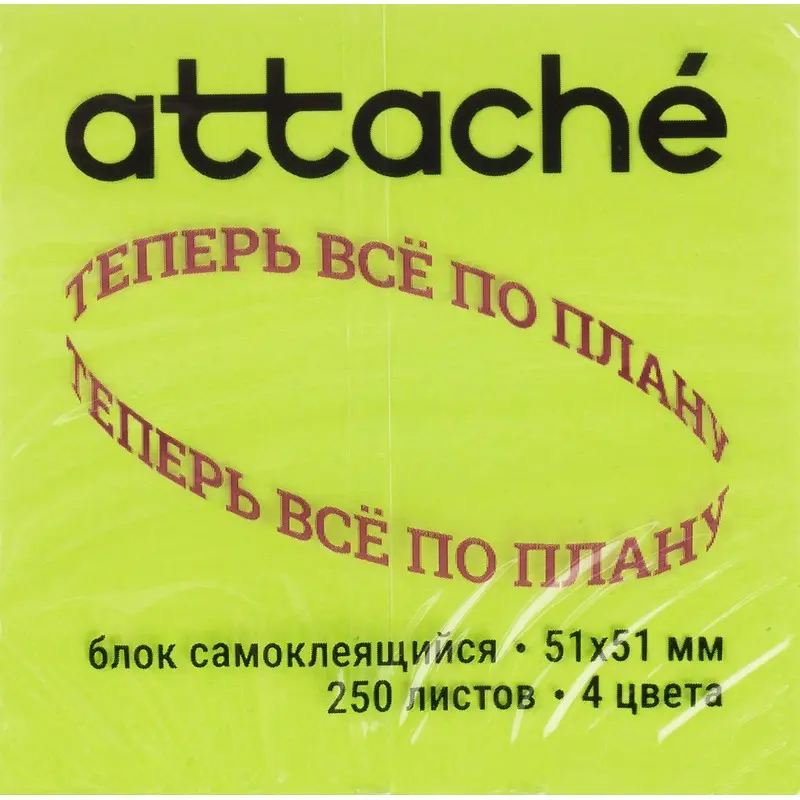 attaché
ТЕПЕРЬ ВСЁ ПО ПЛАНУ
ТЕПЕРЬ ВСЁ ПО ПЛАНУ
блок самоклеящийся • 51x51 мм
250 листов • 4 цвета